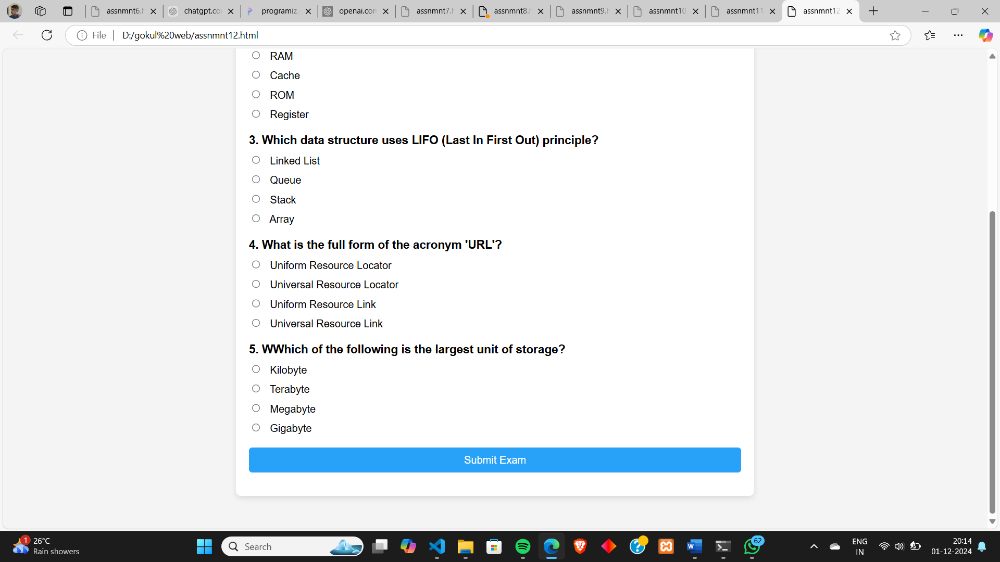 assnmnt6.h
chatgpt.co
programiz.
openai.com
assnmnt7.h
assnmnt8.h
assnmnt9.h
assnmnt10
assnmnt11
assnmnt12
File
D:/gokul%20web/assnmnt12.html
RAM
Cache
ROM
Register
3. Which data structure uses LIFO (Last In First Out) principle?
Linked List
Queue
Stack
Array
4. What is the full form of the acronym 'URL'?
Uniform Resource Locator
Universal Resource Locator
Uniform Resource Link
Universal Resource Link
5. WWhich of the following is the largest unit of storage?
Kilobyte
Terabyte
Megabyte
Gigabyte
Submit Exam
1
26°C
Rain showers
Search
62
ENG
IN
20:14
01-12-2024